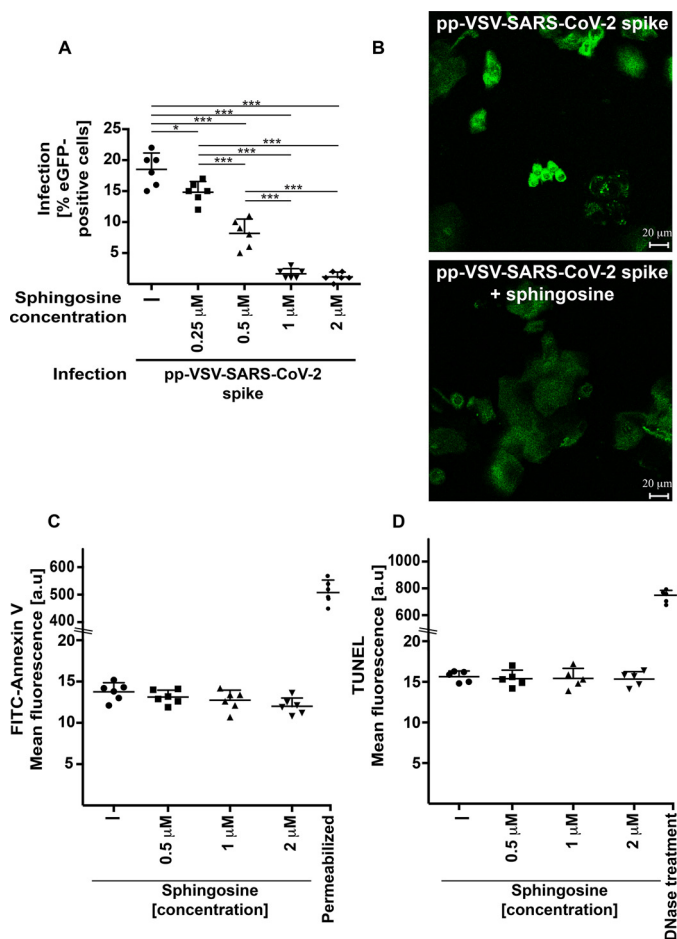 A
***
***
***
*
***
***
***
***
***
Infection
[% eGFP-
positive cells]
25
20
15
10
5
Sphingosine
concentration
—
0.25 µM
0.5 µM
1 µM
2 µM
Infection
pp-VSV-SARS-CoV-2
spike
B
pp-VSV-SARS-CoV-2 spike
20 µm
pp-VSV-SARS-CoV-2 spike
+ sphingosine
20 µm
C
FITC-Annexin V
Mean fluorescence [a.u]
600
500
400
20
15
10
5
—
0.5 µM
1 µM
2 µM
Permeabilized
Sphingosine
[concentration]
D
TUNEL
Mean fluorescence [a.u]
1000
800
600
20
15
10
5
—
0.5 µM
1 µM
2 µM
DNase treatment
Sphingosine
[concentration]